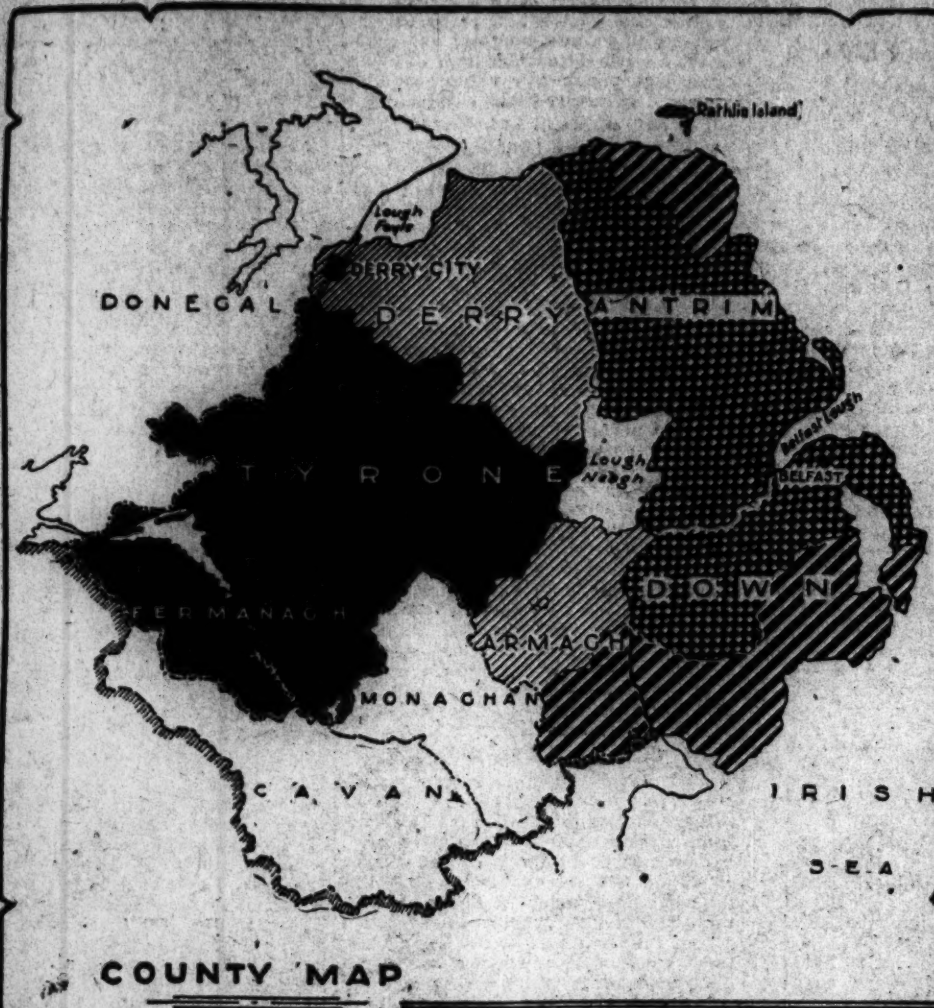 Rathlin Island
Lough
Foyle
DERRY CITY
DONEGAL
DERRY
ANTRIM
Belfast Lough
TYRONE
Lough
Neagh
BELFAST
DOWN
FERMANAGH
ARMAGH
MONAGHAN
CAVAN
IRISH
SEA
COUNTY MAP